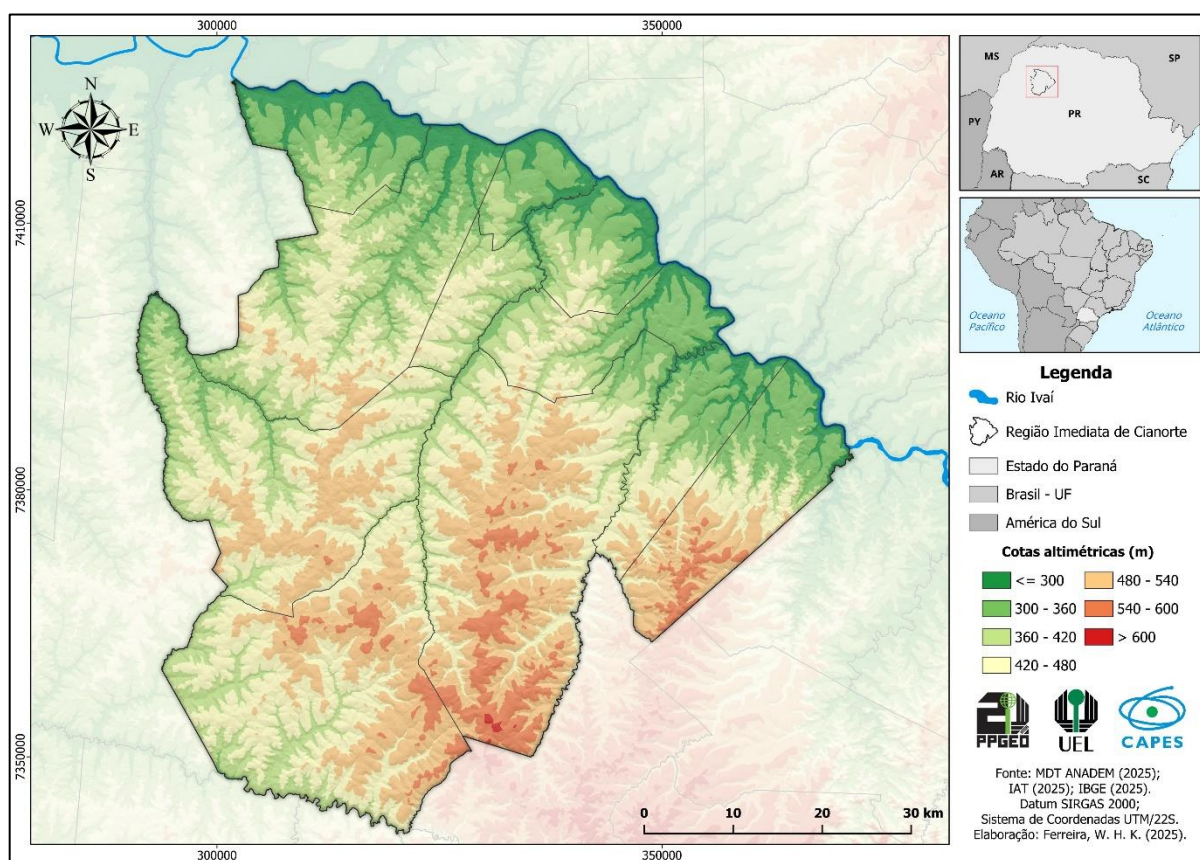 300000
350000
7410000
7380000
7350000
300000
350000
N
W
E
S
0
10
20
30 km
MS
SP
PY
PR
AR
SC
Oceano
Pacífico
Oceano
Atlântico
Legenda
Rio Ivaí
Região Imediata de Cianorte
Estado do Paraná
Brasil - UF
América do Sul
Cotas altimétricas (m)
<= 300
300 - 360
360 - 420
420 - 480
480 - 540
540 - 600
> 600
PPGEO
UEL
CAPES
Fonte: MDT ANADEM (2025);
IAT (2025); IBGE (2025).
Datum SIRGAS 2000;
Sistema de Coordenadas UTM/22S.
Elaboração: Ferreira, W. H. K. (2025).